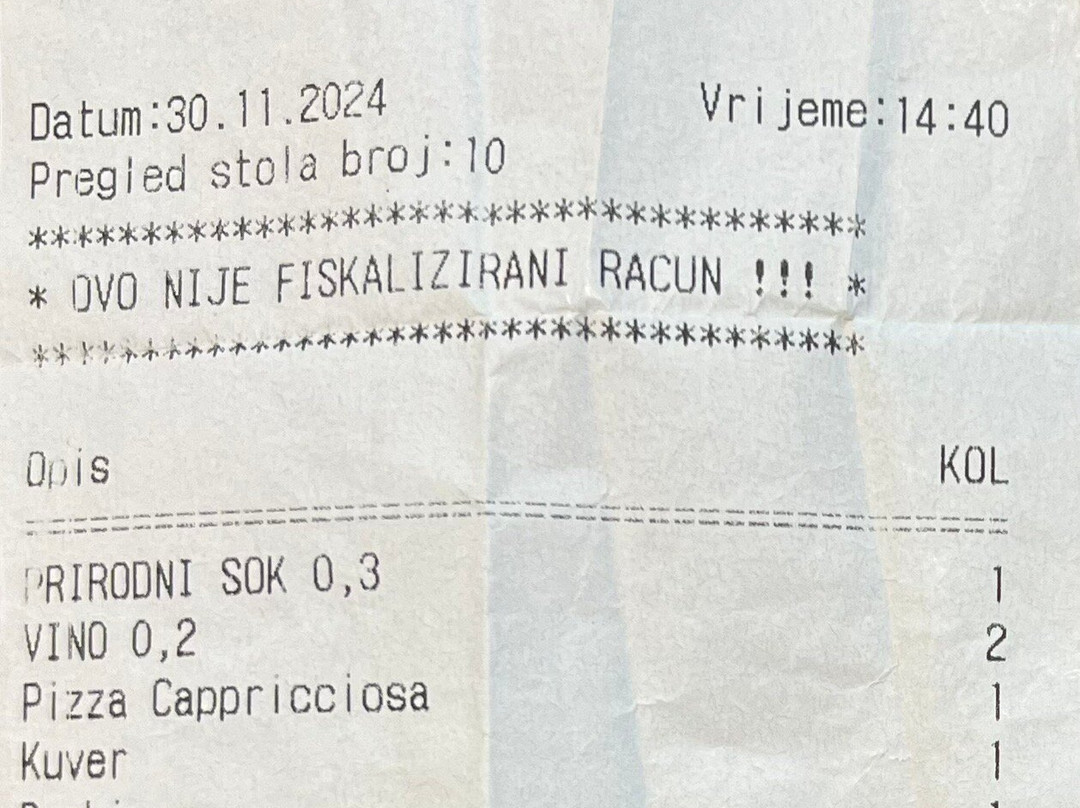 Datum:30.11.2024 Vrijeme:14:40
Pregled stola broj:10
***********************************
* OVO NIJE FISKALIZIRANI RACUN !!! *
***********************************
Opis KOL
==========================================
PRIRODNI SOK 0,3 1
VINO 0,2 2
Pizza Cappricciosa 1
Kuver 1